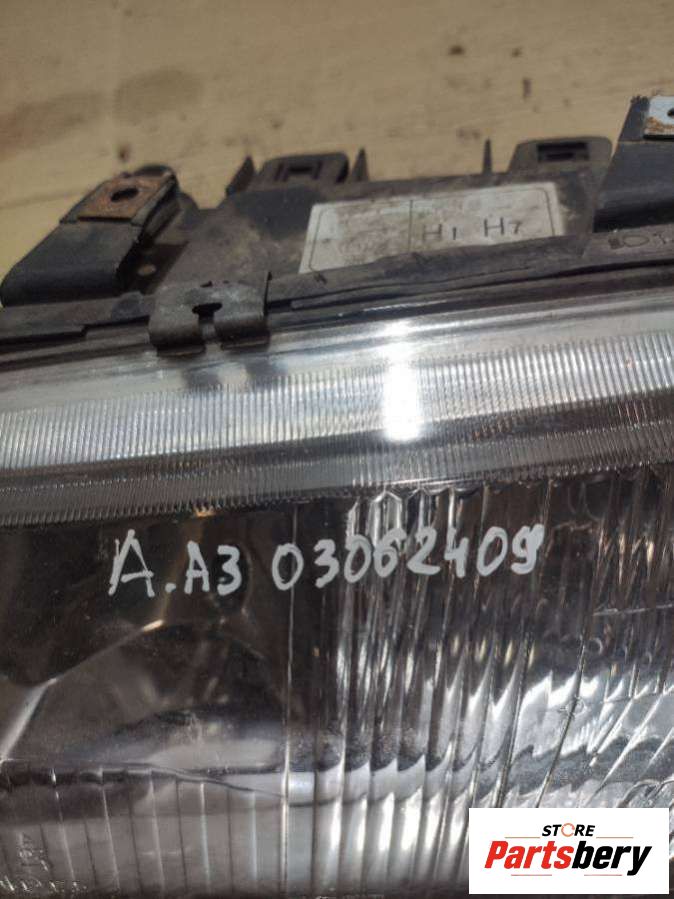 H1 H7
A.A3 03062409
STORE
Partsbery